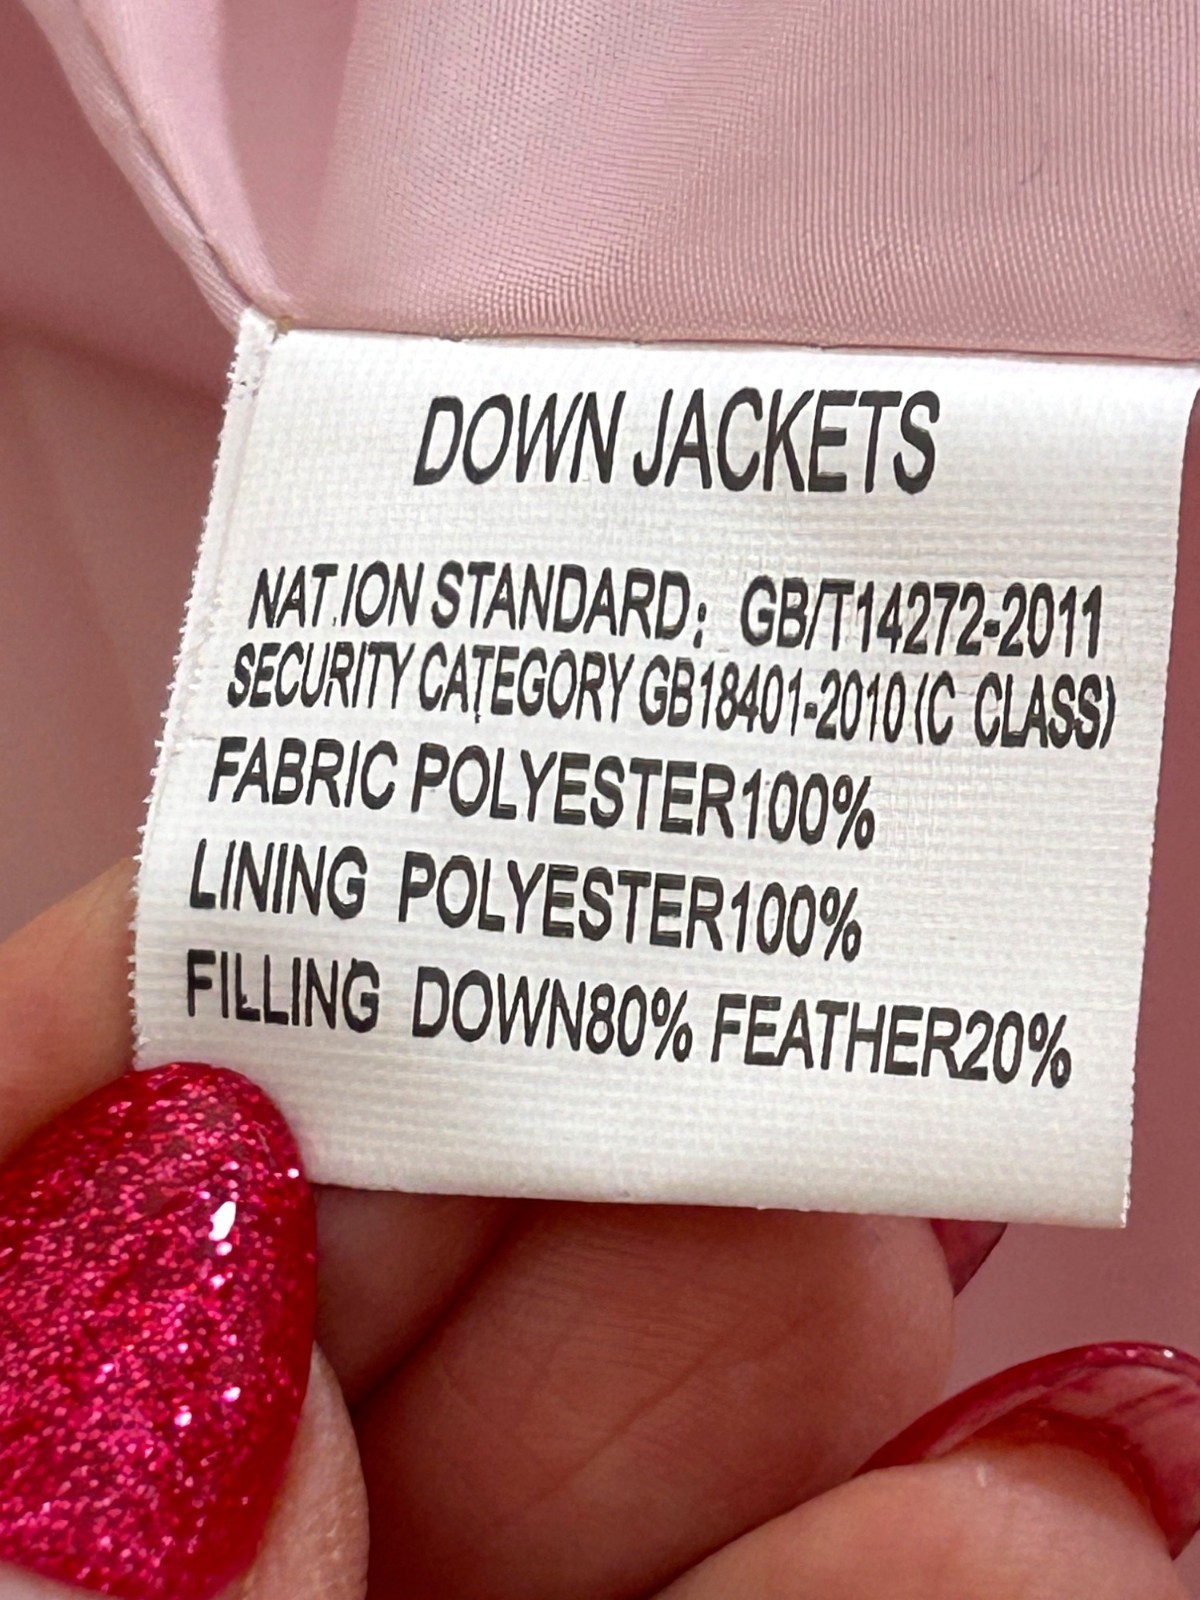 DOWN JACKETS
NAT.ION STANDARD: GB/T14272-2011
SECURITY CATEGORY GB18401-2010 (C CLASS)
FABRIC POLYESTER100%
LINING POLYESTER100%
FILLING DOWN80% FEATHER20%